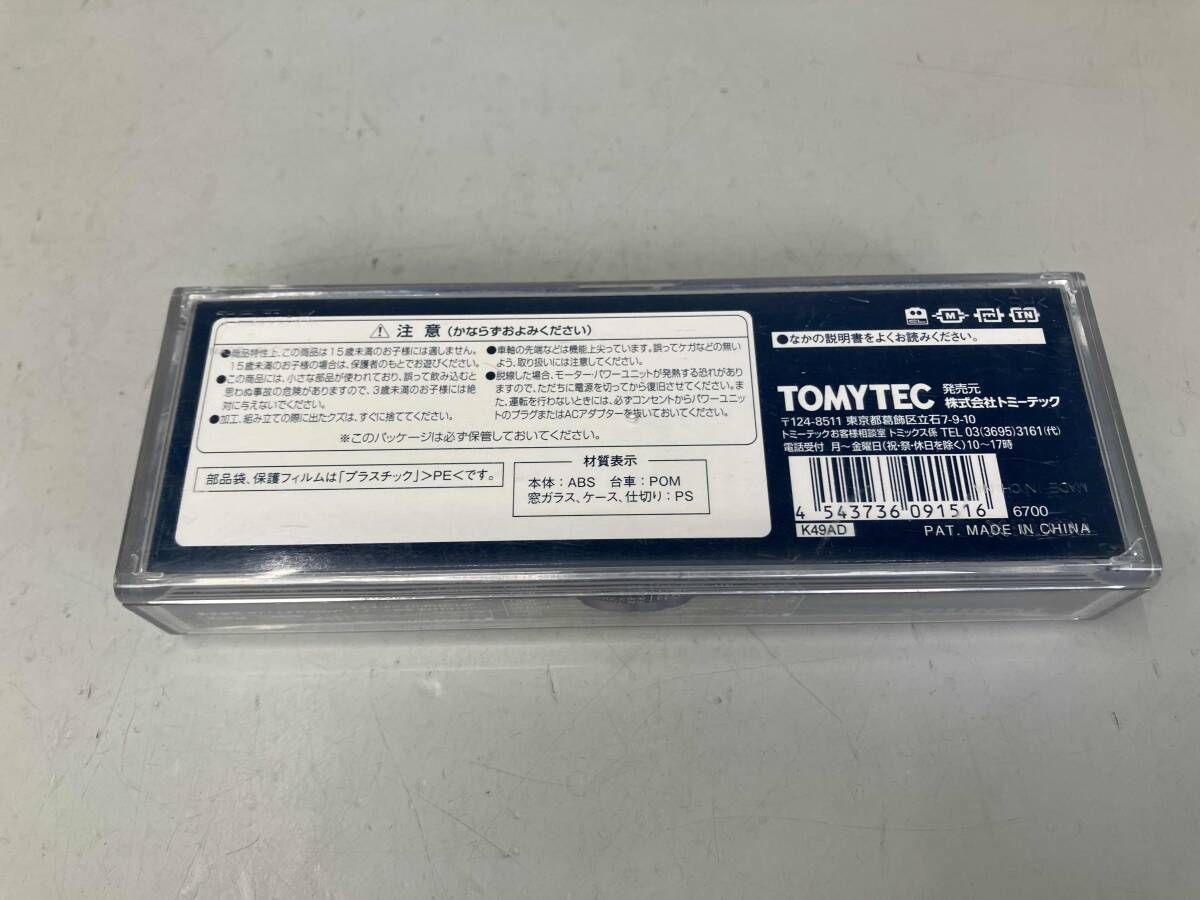 ⚠ 注 意 (かならずおよみください)
●商品特性上、この商品は15歳未満のお子様には適しません。
15歳未満のお子様の場合は、保護者のもとでお遊びください。
●この商品には、小さな部品が使われており、誤って飲み込むと
思わぬ事故の危険がありますので、3歳未満のお子様には絶
対に与えないでください。
●加工、組み立ての際に出たクズは、すぐに捨ててください。
●車軸の先端などは機能上尖っています。誤ってケガなどの無い
よう、取り扱いには注意してください。
●脱線した場合、モーター・パワーユニットが発熱する恐れがあり
ますので、ただちに電源を切ってから復旧させてください。ま
た、運転を行わないときには、必ずコンセントからパワーユニッ
トのプラグまたはACアダプターを抜いておいてください。
※このパッケージは必ず保管しておいてください。
部品袋、保護フィルムは「プラスチック」>PE<です。
材質表示
本体:ABS 台車:POM
窓ガラス、ケース、仕切り:PS
M TN
●なかの説明書をよくお読みください。
TOMYTEC 発売元 株式会社トミーテック
〒124-8511 東京都葛飾区立石7-9-10
トミーテックお客様相談室 トミックス係 TEL 03(3695)3161(代)
電話受付 月〜金曜日(祝・祭・休日を除く)10〜17時
4 543736 091516
6700
K49AD
PAT. MADE IN CHINA